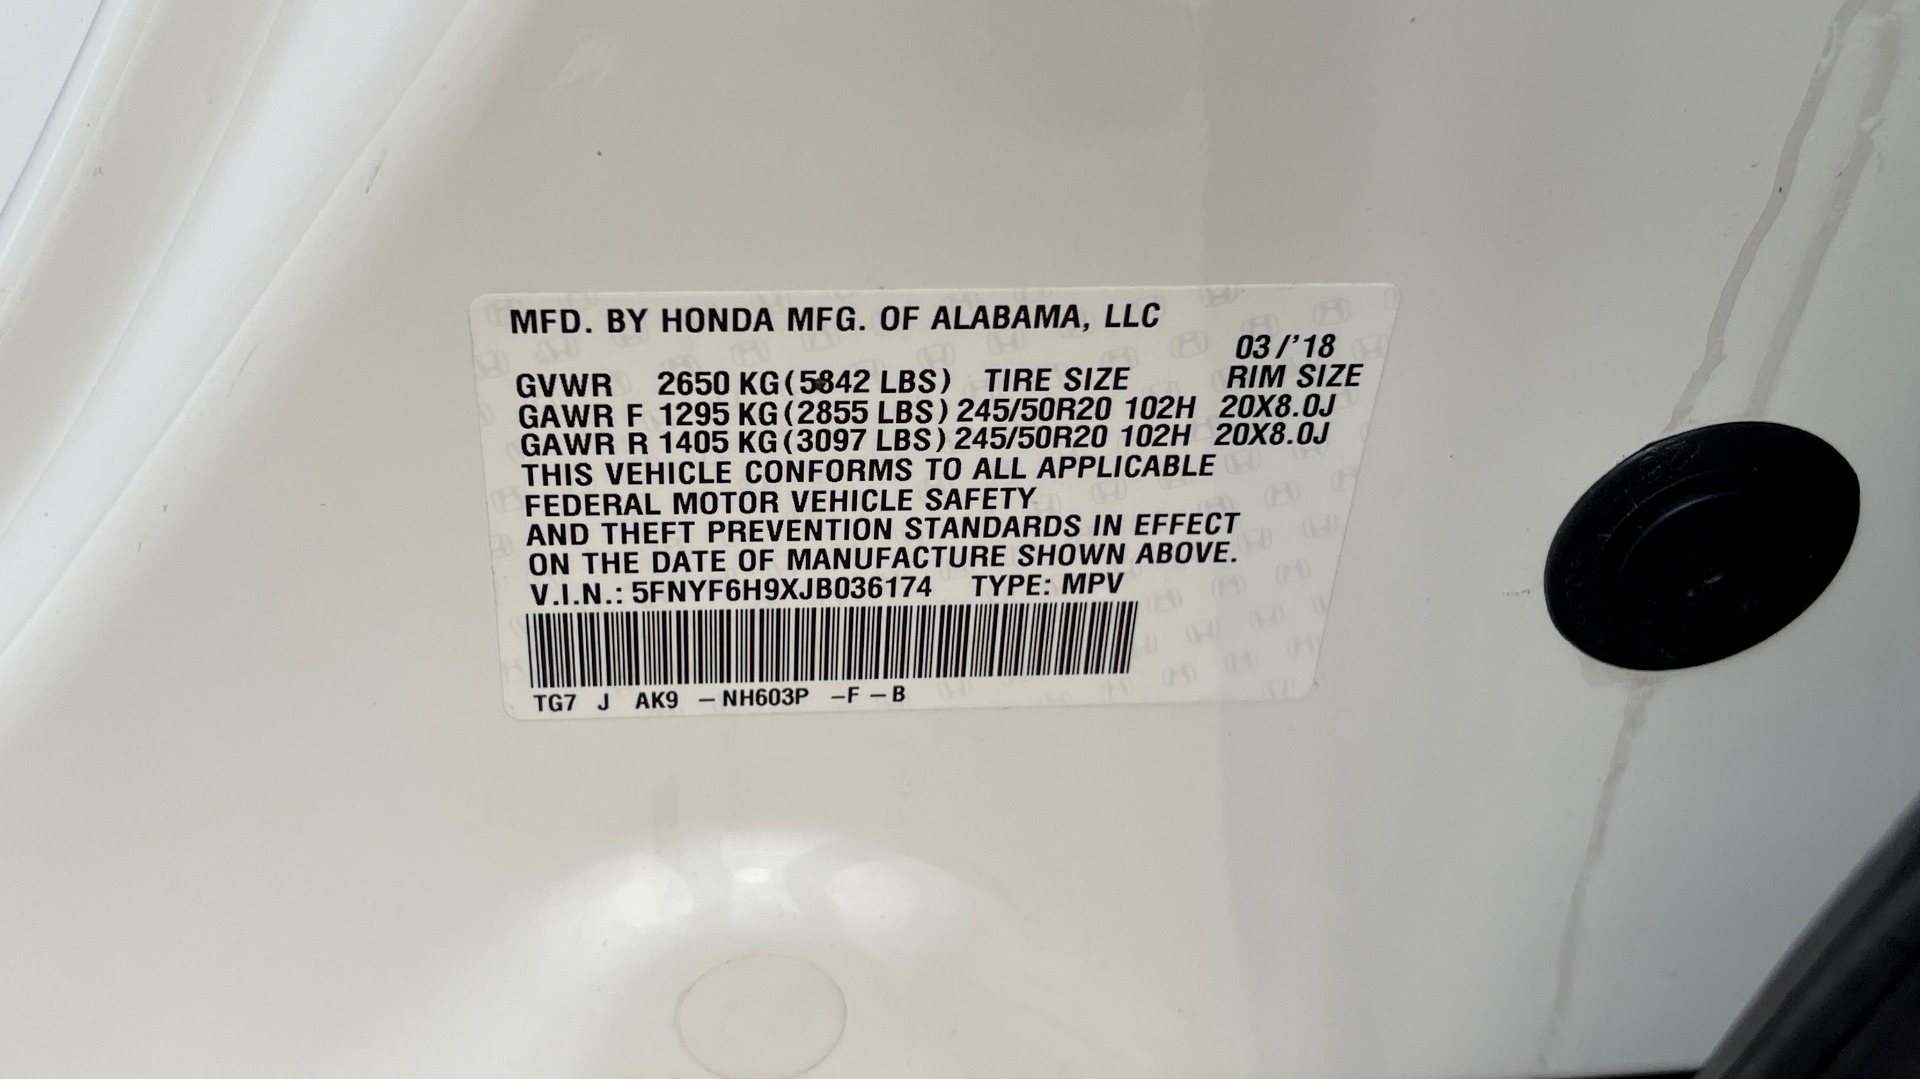 MFD. BY HONDA MFG. OF ALABAMA, LLC
03/'18
GVWR 2650 KG(5842 LBS) TIRE SIZE RIM SIZE
GAWR F 1295 KG(2855 LBS) 245/50R20 102H 20X8.0J
GAWR R 1405 KG(3097 LBS) 245/50R20 102H 20X8.0J
THIS VEHICLE CONFORMS TO ALL APPLICABLE
FEDERAL MOTOR VEHICLE SAFETY
AND THEFT PREVENTION STANDARDS IN EFFECT
ON THE DATE OF MANUFACTURE SHOWN ABOVE.
V.I.N.: 5FNYF6H9XJB036174 TYPE: MPV
TG7 J AK9 –NH603P –F –B